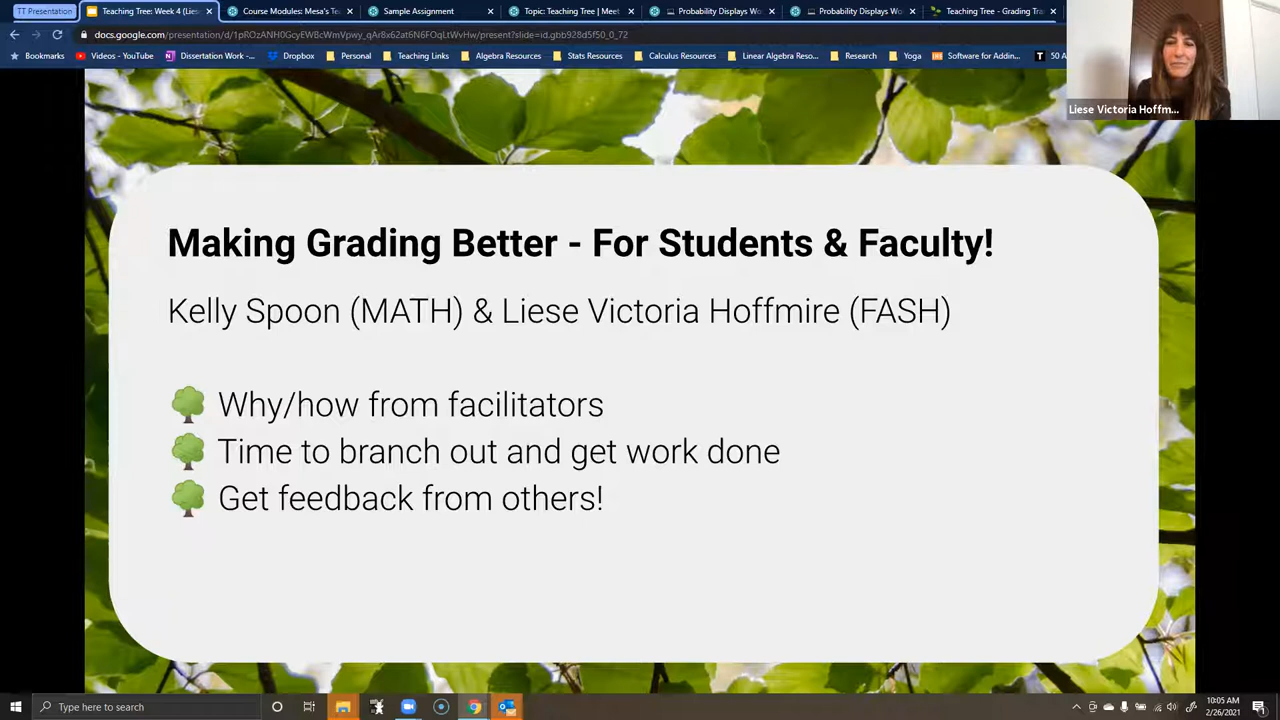 TT Presentation
Teaching Tree: Week 4 (Lies
Course Modules: Mesa's Te
Sample Assignment
Topic: Teaching Tree | Meet
Probability Displays Wo
Probability Displays Wo
Teaching Tree - Grading Tra
docs.google.com/presentation/d/1pROzANH0GcyEWBcWmVpwy_qAr8x62at6N6FOqLtWvHw/present?slide=id.gbb928d5f50_0_72
Bookmarks
Videos - YouTube
Dissertation Work -...
Dropbox
Personal
Teaching Links
Algebra Resources
Stats Resources
Calculus Resources
Linear Algebra Reso...
Research
Yoga
Software for Addin...
50 A
Liese Victoria Hoffm...
Making Grading Better - For Students & Faculty!
Kelly Spoon (MATH) & Liese Victoria Hoffmire (FASH)
Why/how from facilitators
Time to branch out and get work done
Get feedback from others!
Type here to search
10:05 AM
2/26/2021